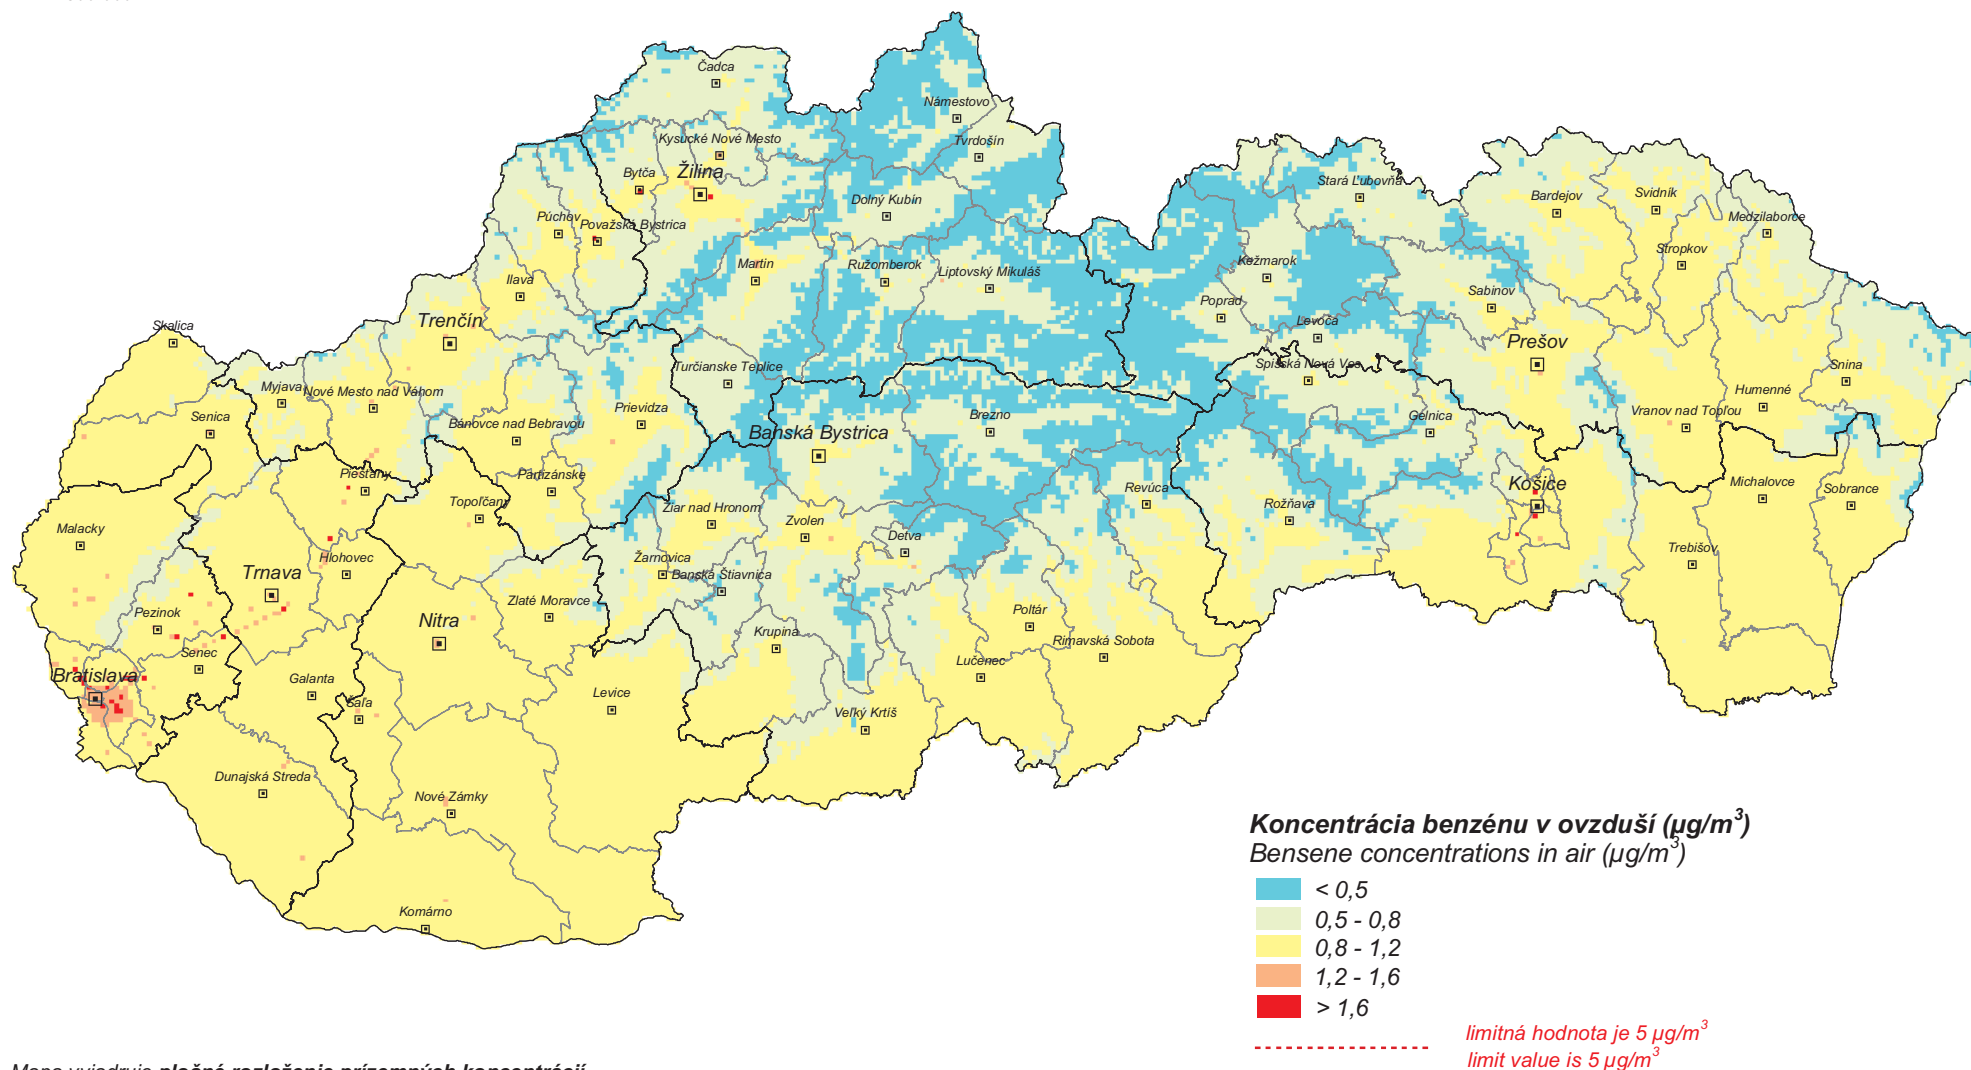 Čadca
Námestovo
Kysucké Nové Mesto
Tvrdošín
Bytča
Žilina
Stará Ľubovňa
Bardejov
Svidník
Dolný Kubín
Púchov
Považská Bystrica
Medzilaborce
Stropkov
Martin
Ružomberok
Liptovský Mikuláš
Kežmarok
Ilava
Sabinov
Poprad
Skalica
Trenčín
Levoča
Prešov
Turčianske Teplice
Spišská Nová Ves
Snina
Myjava
Nové Mesto nad Váhom
Humenné
Prievidza
Senica
Bánovce nad Bebravou
Brezno
Gelnica
Vranov nad Topľou
Banská Bystrica
Piešťany
Partizánske
Topoľčany
Revúca
Košice
Michalovce
Sobrance
Malacky
Žiar nad Hronom
Zvolen
Rožňava
Detva
Hlohovec
Žarnovica
Banská Štiavnica
Trebišov
Trnava
Zlaté Moravce
Pezinok
Nitra
Poltár
Krupina
Rimavská Sobota
Senec
Lučenec
Bratislava
Galanta
Levice
Šaľa
Veľký Krtíš
Dunajská Streda
Nové Zámky
Komárno
Koncentrácia benzénu v ovzduší (µg/m³)
Bensene concentrations in air (µg/m³)
< 0,5
0,5 - 0,8
0,8 - 1,2
1,2 - 1,6
> 1,6
limitná hodnota je 5 µg/m³
limit value is 5 µg/m³
Mapa vyjadruje plošné rozloženie prízemných koncentrácií